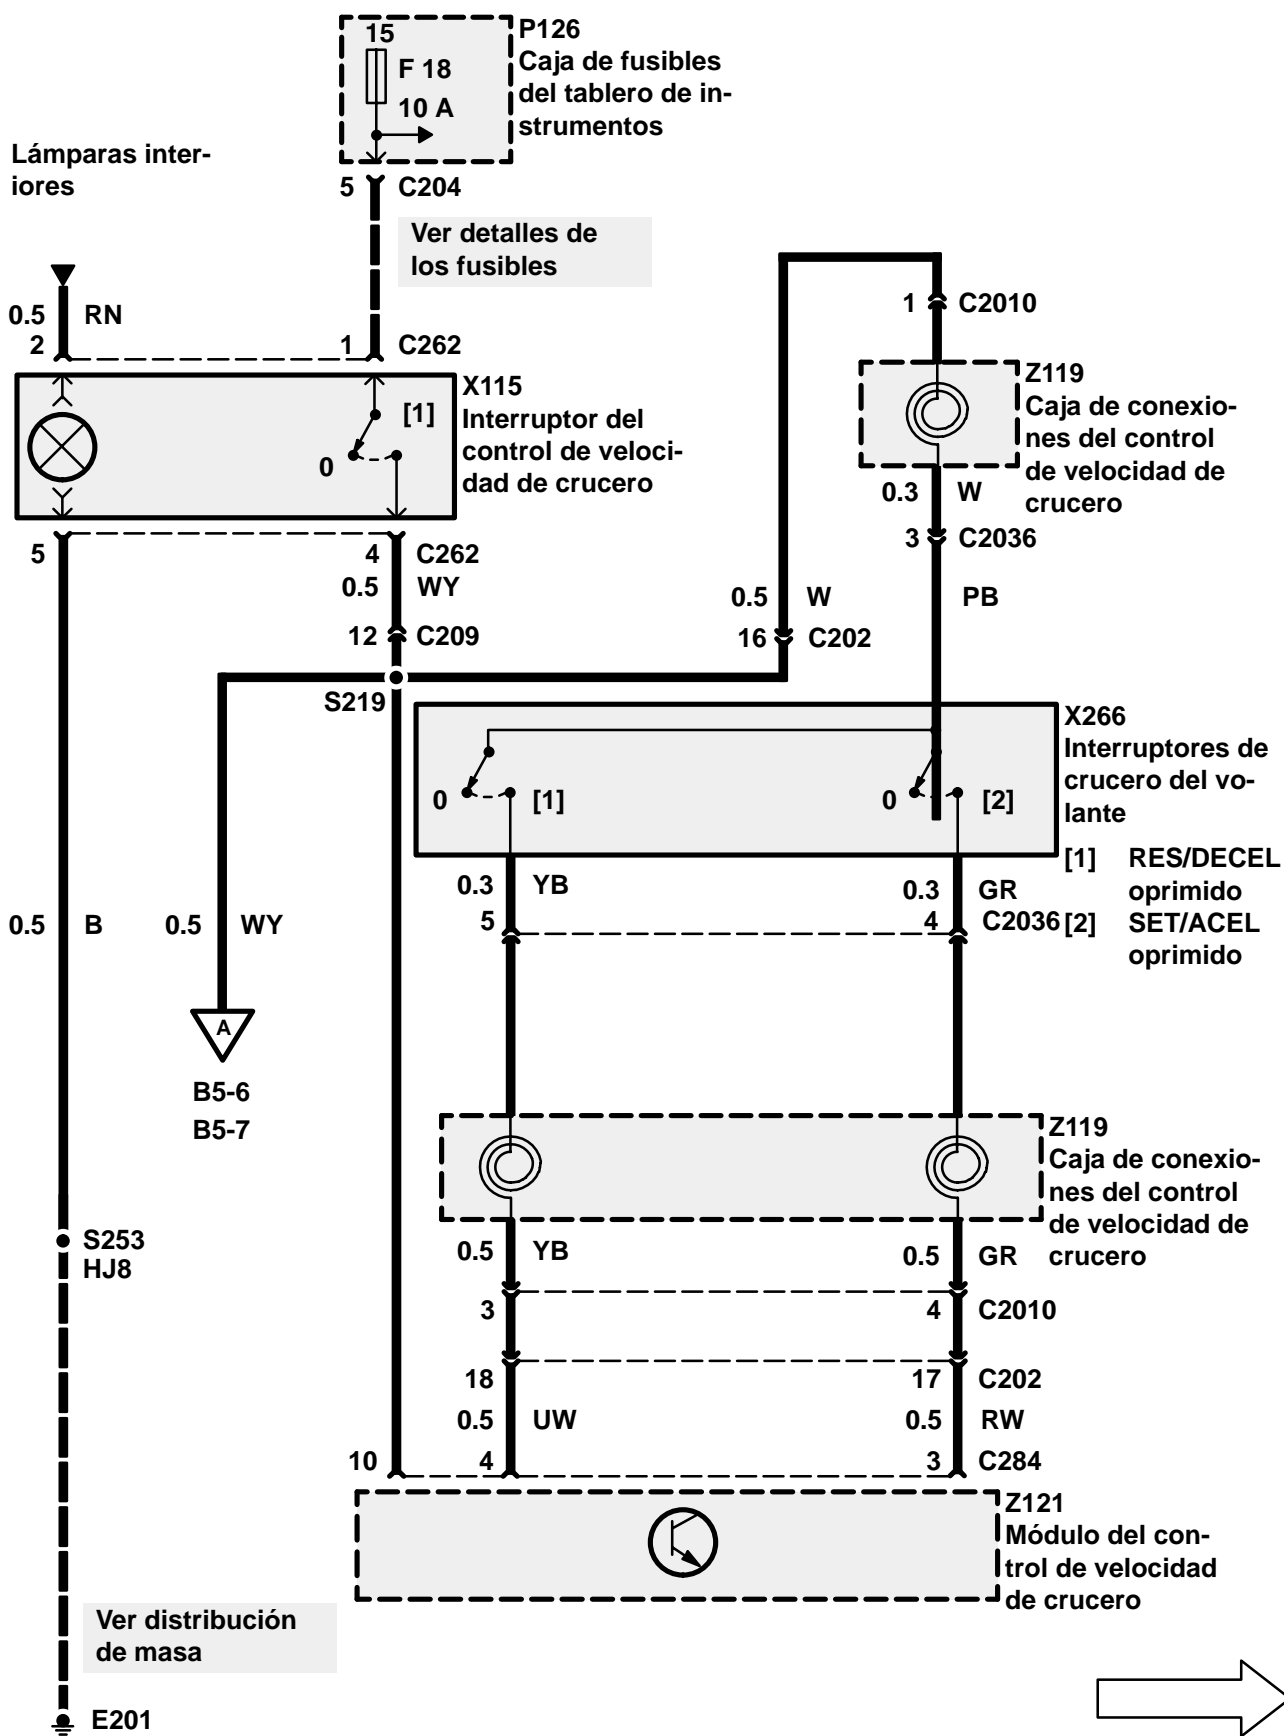 15
F 18
10 A
P126
Caja de fusibles
del tablero de in-
strumentos
Lámparas inter-
iores
5 C204
Ver detalles de
los fusibles
0.5 RN
2
1 C262
1 C2010
X115
Interruptor del
control de veloci-
dad de crucero
[1]
0
Z119
Caja de conexio-
nes del control
de velocidad de
crucero
0.3 W
3 C2036
5
4 C262
0.5 WY
12 C209
0.5 W
16 C202
PB
S219
X266
Interruptores de
crucero del vo-
lante
0 [1]
0 [2]
[1] RES/DECEL
oprimido
[2] SET/ACEL
oprimido
0.3 YB
0.3 GR
5
4 C2036
0.5 B
0.5 WY
A
B5-6
B5-7
Z119
Caja de conexio-
nes del control
de velocidad de
crucero
S253
HJ8
0.5 YB
0.5 GR
3
4 C2010
18
17 C202
0.5 UW
0.5 RW
10
4
3 C284
Z121
Módulo del con-
trol de velocidad
de crucero
Ver distribución
de masa
E201